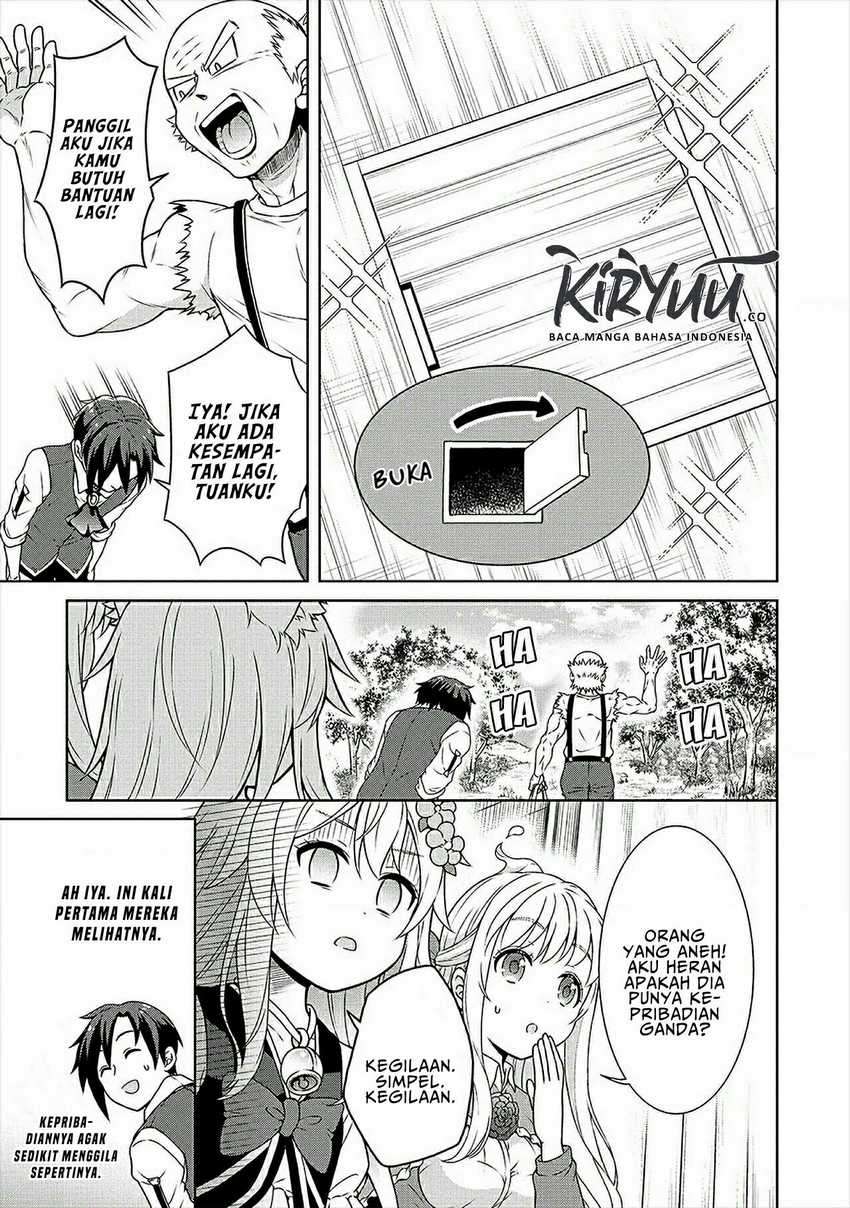 KIRYUU.CO
BACA MANGA BAHASA INDONESIA
BUKA
PANGGIL
AKU JIKA
KAMU
BUTUH
BANTUAN
LAGI!
IYA! JIKA
AKU ADA
KESEMPA-
TAN LAGI,
TUANKU!
HA
HA
HA
HA
ORANG
YANG ANEH!
AKU HERAN
APAKAH DIA
PUNYA KE-
PRIBADIAN
GANDA?
KEGILAAN.
SIMPEL.
KEGILAAN.
AH IYA. INI KALI
PERTAMA MEREKA
MELIHATNYA.
KEPRIBA-
DIANNYA AGAK
SEDIKIT MENGGILA
SEPERTINYA.